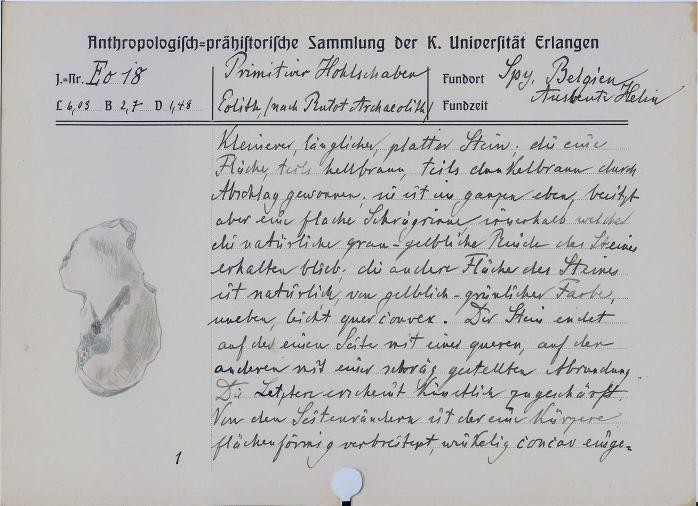 Anthropologisch=prähistorische Sammlung der K. Universität Erlangen
J.=Nr. Eo 18
Primitiver Hohlschaber
Fundort Spy, Belgien
Ausbeute Helin
L 6,03 B 2,7 D 1,48
Eolith, (nach Rutot Archaeolith)
Fundzeit
Kleinerer, länglicher, platter Stein; die eine
Fläche, teils hellbraun, teils dunkelbraun durch
Abschlag gewonnen; sie ist im ganzen eben, besitzt
aber eine flache Schrägrinne, innerhalb welcher
die natürliche grau-gelbliche Rinde des Steines
erhalten blieb; die andere Fläche des Steines
ist natürlich, von gelblich-grünlicher Farbe,
uneben, leicht quer convex. Der Stein endet
auf der einen Seite mit einer queren, auf der
anderen mit einer schräg gestellten Abrundung.
Die Letztere erscheint künstlich zugeschärft.
Von den Seitenrändern ist der eine kürzere
flächenförmig verbreitert, winkelig concav einge=
1